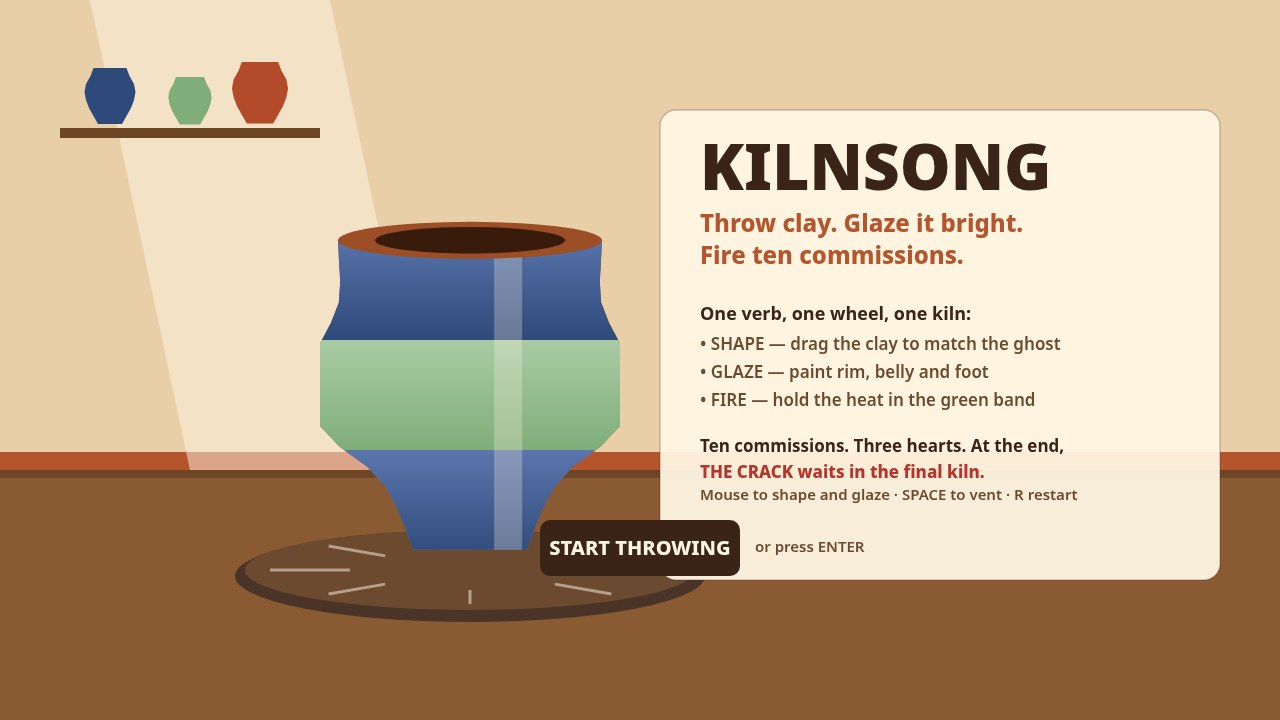 KILNSONG
Throw clay. Glaze it bright.
Fire ten commissions.
One verb, one wheel, one kiln:
• SHAPE — drag the clay to match the ghost
• GLAZE — paint rim, belly and foot
• FIRE — hold the heat in the green band
Ten commissions. Three hearts. At the end,
THE CRACK waits in the final kiln.
Mouse to shape and glaze · SPACE to vent · R restart
START THROWING
or press ENTER